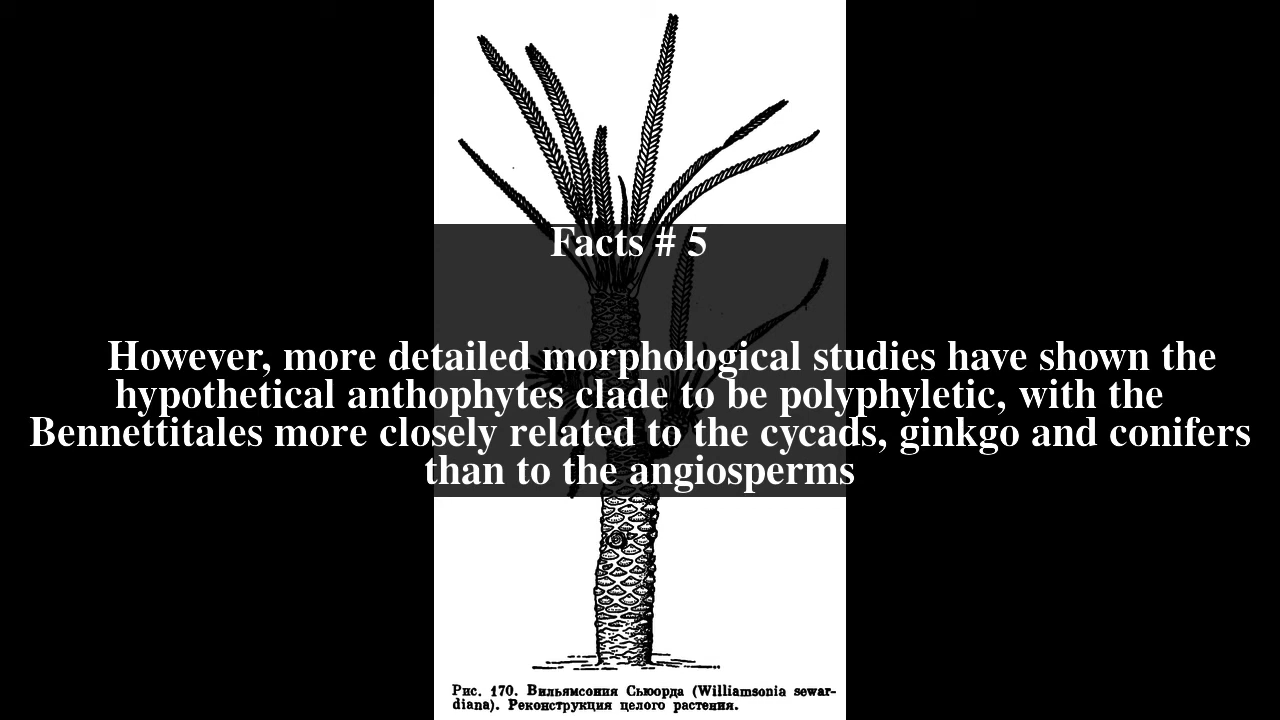 Facts # 5
However, more detailed morphological studies have shown the
hypothetical anthophytes clade to be polyphyletic, with the
Bennettitales more closely related to the cycads, ginkgo and conifers
than to the angiosperms
Рис. 170. Вильямсония Сьюорда (Williamsonia sewar-
diana). Реконструкция целого растения.